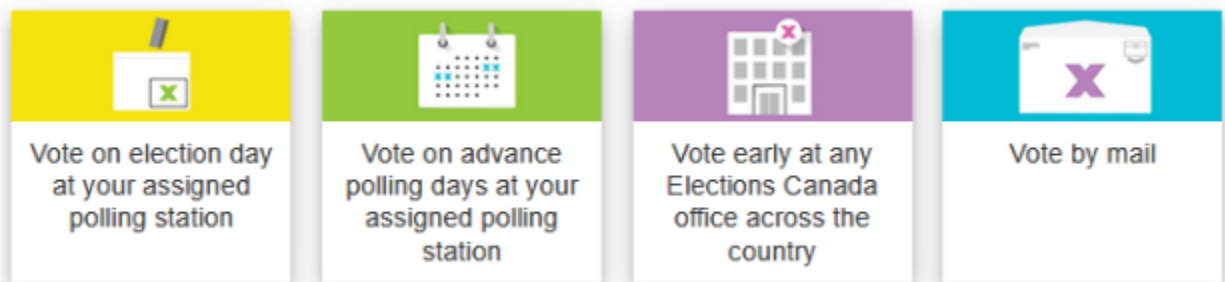 Vote on election day
at your assigned
polling station
Vote on advance
polling days at your
assigned polling
station
Vote early at any
Elections Canada
office across the
country
Vote by mail